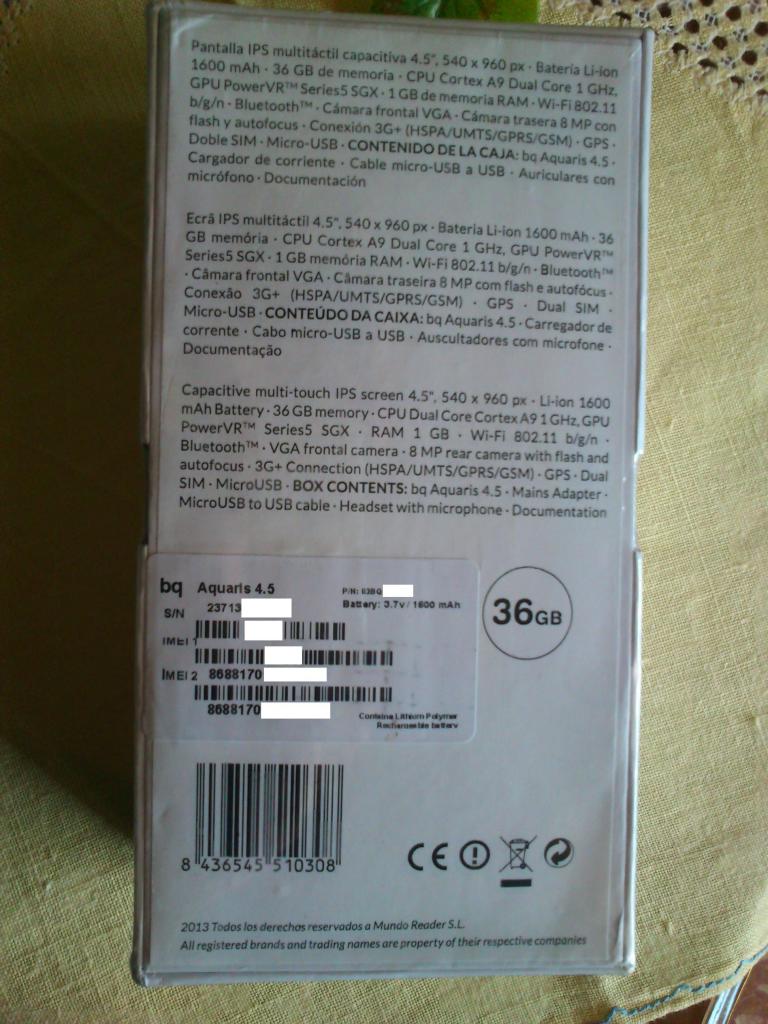 Pantalla IPS multitáctil capacitiva 4.5", 540 x 960 px · Batería Li-ion
1600 mAh · 36 GB de memoria · CPU Cortex A9 Dual Core 1 GHz,
GPU PowerVR™ Series5 SGX · 1 GB de memoria RAM · Wi-Fi 802.11
b/g/n · Bluetooth™ · Cámara frontal VGA · Cámara trasera 8 MP con
flash y autofocus · Conexión 3G+ (HSPA/UMTS/GPRS/GSM) · GPS ·
Doble SIM · Micro-USB · CONTENIDO DE LA CAJA: bq Aquaris 4.5 ·
Cargador de corriente · Cable micro-USB a USB · Auriculares con
micrófono · Documentación
Ecrã IPS multitáctil 4.5", 540 x 960 px · Bateria Li-ion 1600 mAh · 36
GB memória · CPU Cortex A9 Dual Core 1 GHz, GPU PowerVR™
Series5 SGX · 1 GB memória RAM · Wi-Fi 802.11 b/g/n · Bluetooth™
· Câmara frontal VGA · Câmara traseira 8 MP com flash e autofócus ·
Conexão 3G+ (HSPA/UMTS/GPRS/GSM) · GPS · Dual SIM ·
Micro-USB · CONTEÚDO DA CAIXA: bq Aquaris 4.5 · Carregador de
corrente · Cabo micro-USB a USB · Auscultadores com microfone ·
Documentação
Capacitive multi-touch IPS screen 4.5", 540 x 960 px · Li-ion 1600
mAh Battery · 36 GB memory · CPU Dual Core Cortex A9 1 GHz, GPU
PowerVR™ Series5 SGX · RAM 1 GB · Wi-Fi 802.11 b/g/n ·
Bluetooth™ · VGA frontal camera · 8 MP rear camera with flash and
autofocus · 3G+ Connection (HSPA/UMTS/GPRS/GSM) · GPS · Dual
SIM · MicroUSB · BOX CONTENTS: bq Aquaris 4.5 · Mains Adapter ·
MicroUSB to USB cable · Headset with microphone · Documentation
bq Aquaris 4.5
P/N: 03BQ
S/N 23713
Battery: 3.7v / 1600 mAh
36GB
IMEI 1
IMEI 2 8688170
8688170
Contains Lithium Polymer
Rechargeable battery
8 436545 510308
CE
2013 Todos los derechos reservados a Mundo Reader S.L.
All registered brands and trading names are property of their respective companies